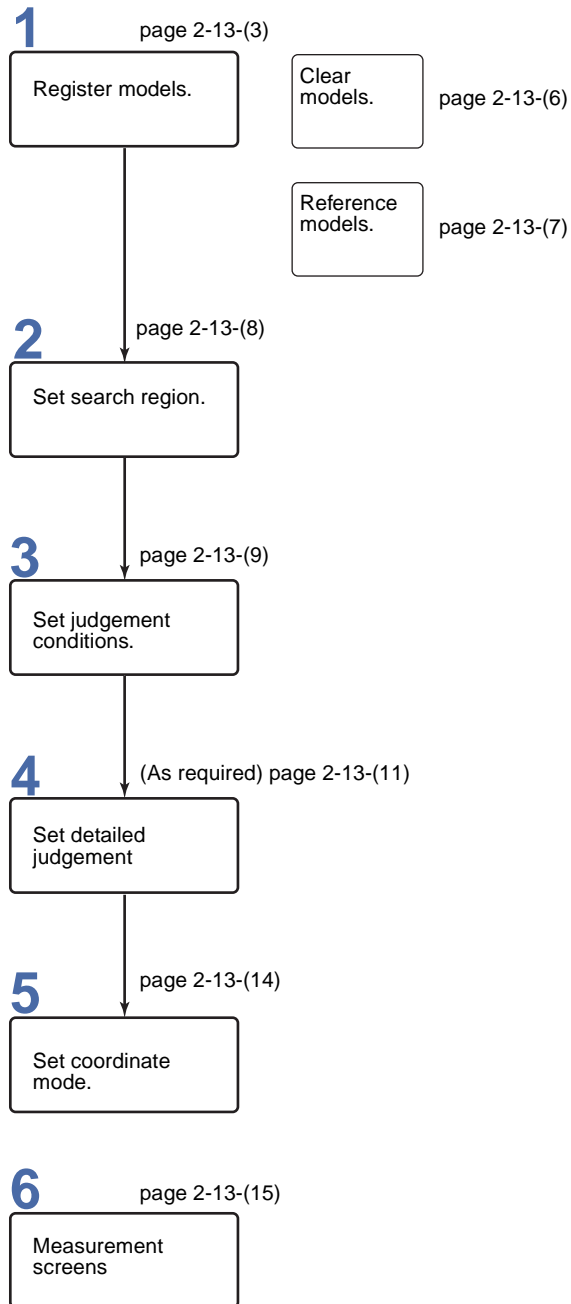 1
page 2-13-(3)
Register models.
Clear
models.
page 2-13-(6)
Reference
models.
page 2-13-(7)
2
page 2-13-(8)
Set search region.
3
page 2-13-(9)
Set judgement
conditions.
4
(As required) page 2-13-(11)
Set detailed
judgement
5
page 2-13-(14)
Set coordinate
mode.
6
page 2-13-(15)
Measurement
screens